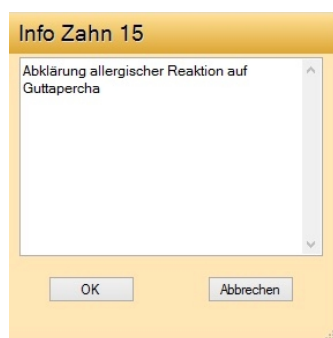 Info Zahn 15
Abklärung allergischer Reaktion auf
Guttapercha
OK
Abbrechen